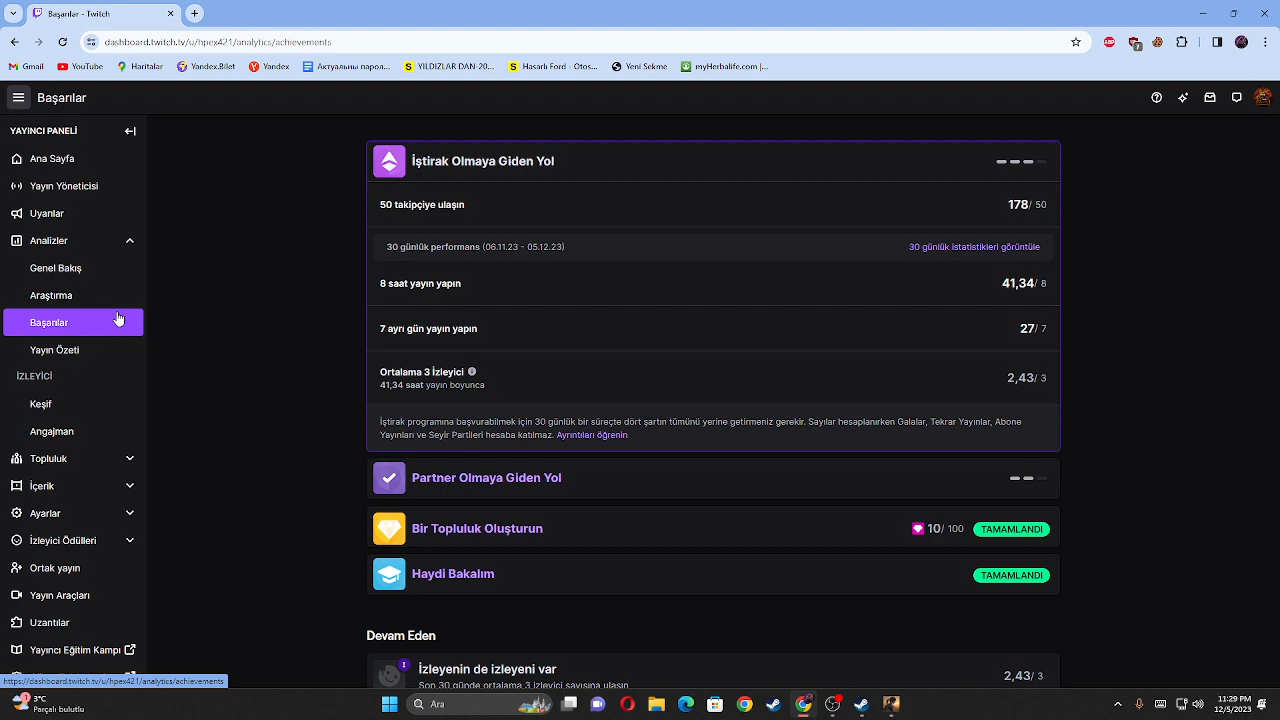 Başarılar - Twitch
dashboard.twitch.tv/u/hpex421/analytics/achievements
Gmail
YouTube
Haritalar
Yandex.Bilet
Yandex
Актуальны парол...
YILDIZLAR DAN-20...
Hasarlı Ford - Otos...
Yeni Sekme
myHerbalife.com |...
Başarılar
YAYINCI PANELİ
Ana Sayfa
Yayın Yöneticisi
Uyarılar
Analizler
Genel Bakış
Araştırma
Başarılar
Yayın Özeti
İZLEYİCİ
Keşif
Angajman
Topluluk
İçerik
Ayarlar
İzleyici Ödülleri
Ortak yayın
Yayın Araçları
Uzantılar
Yayıncı Eğitim Kampı
İştirak Olmaya Giden Yol
50 takipçiye ulaşın 178/ 50
30 günlük performans (06.11.23 - 05.12.23) 30 günlük istatistikleri görüntüle
8 saat yayın yapın 41,34/ 8
7 ayrı gün yayın yapın 27/ 7
Ortalama 3 İzleyici 2,43/ 3
41,34 saat yayın boyunca
İştirak programına başvurabilmek için 30 günlük bir süreçte dört şartın tümünü yerine getirmeniz gerekir. Sayılar hesaplanırken Galalar, Tekrar Yayınlar, Abone
Yayınları ve Seyir Partileri hesaba katılmaz. Ayrıntıları öğrenin
Partner Olmaya Giden Yol
Bir Topluluk Oluşturun 10/ 100 TAMAMLANDI
Haydi Bakalım TAMAMLANDI
Devam Eden
I
İzleyenin de izleyeni var 2,43/ 3
Son 30 günde ortalama 3 izleyici sayısına ulaşın
https://dashboard.twitch.tv/u/hpex421/analytics/achievements
1
3°C
Parçalı bulutlu
Ara
11:29 PM
12/5/2023